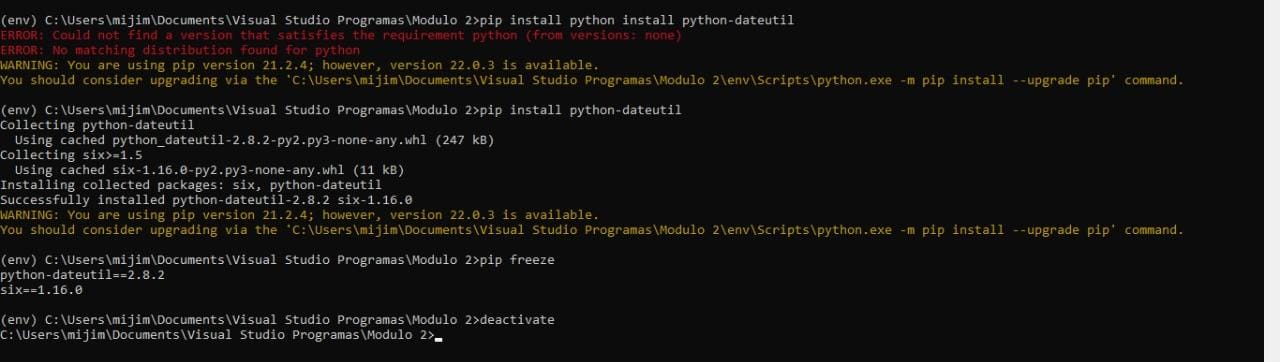 (env) C:\Users\mijim\Documents\Visual Studio Programas\Modulo 2>pip install python install python-dateutil
ERROR: Could not find a version that satisfies the requirement python (from versions: none)
ERROR: No matching distribution found for python
WARNING: You are using pip version 21.2.4; however, version 22.0.3 is available.
You should consider upgrading via the 'C:\Users\mijim\Documents\Visual Studio Programas\Modulo 2\env\Scripts\python.exe -m pip install --upgrade pip' command.
(env) C:\Users\mijim\Documents\Visual Studio Programas\Modulo 2>pip install python-dateutil
Collecting python-dateutil
  Using cached python_dateutil-2.8.2-py2.py3-none-any.whl (247 kB)
Collecting six>=1.5
  Using cached six-1.16.0-py2.py3-none-any.whl (11 kB)
Installing collected packages: six, python-dateutil
Successfully installed python-dateutil-2.8.2 six-1.16.0
WARNING: You are using pip version 21.2.4; however, version 22.0.3 is available.
You should consider upgrading via the 'C:\Users\mijim\Documents\Visual Studio Programas\Modulo 2\env\Scripts\python.exe -m pip install --upgrade pip' command.
(env) C:\Users\mijim\Documents\Visual Studio Programas\Modulo 2>pip freeze
python-dateutil==2.8.2
six==1.16.0
(env) C:\Users\mijim\Documents\Visual Studio Programas\Modulo 2>deactivate
C:\Users\mijim\Documents\Visual Studio Programas\Modulo 2>